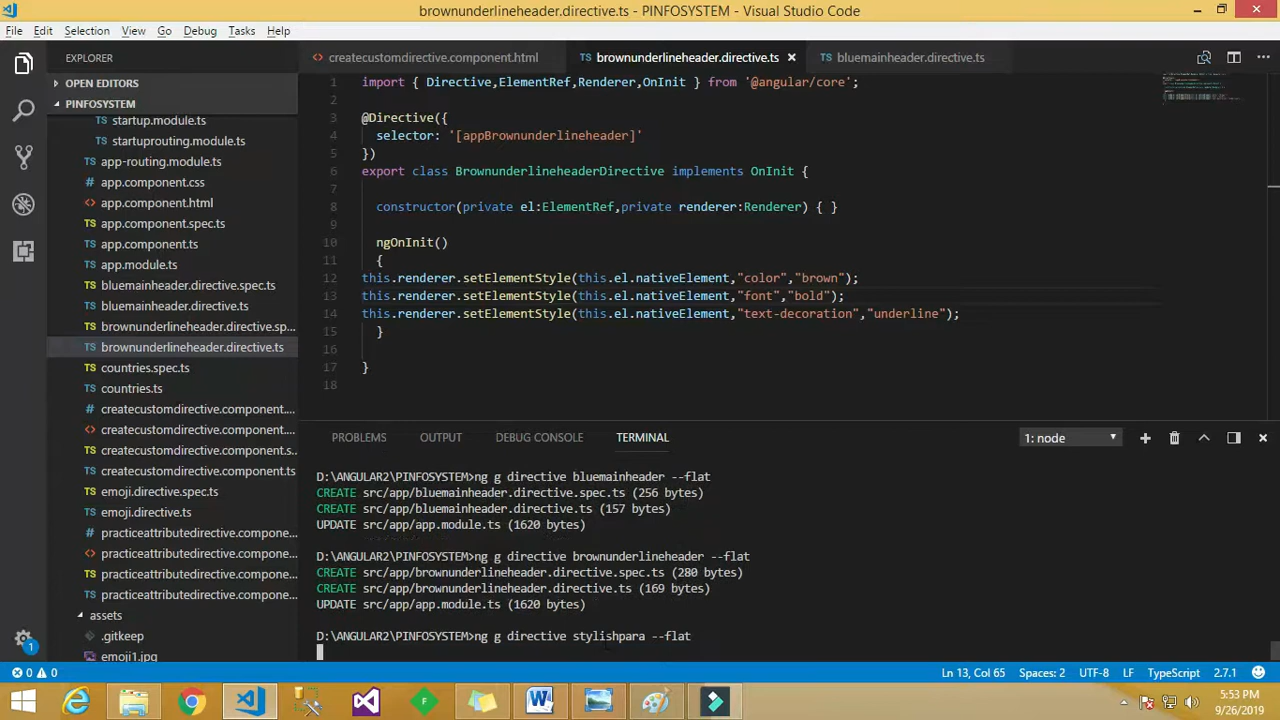 brownunderlineheader.directive.ts - PINFOSYSTEM - Visual Studio Code
File Edit Selection View Go Debug Tasks Help
EXPLORER
OPEN EDITORS
PINFOSYSTEM
startup.module.ts
startuprouting.module.ts
app-routing.module.ts
app.component.css
app.component.html
app.component.spec.ts
app.component.ts
app.module.ts
bluemainheader.directive.spec.ts
bluemainheader.directive.ts
brownunderlineheader.directive.sp...
brownunderlineheader.directive.ts
countries.spec.ts
countries.ts
createcustomdirective.component....
createcustomdirective.component....
createcustomdirective.component.s...
createcustomdirective.component.ts
emoji.directive.spec.ts
emoji.directive.ts
practiceattributedirective.compone...
practiceattributedirective.compone...
practiceattributedirective.compone...
practiceattributedirective.compone...
assets
.gitkeep
emoji1.jpg
createcustomdirective.component.html brownunderlineheader.directive.ts bluemainheader.directive.ts
1 import { Directive,ElementRef,Renderer,OnInit } from '@angular/core';
2
3 @Directive({
4 selector: '[appBrownunderlineheader]'
5 })
6 export class BrownunderlineheaderDirective implements OnInit {
7
8 constructor(private el:ElementRef,private renderer:Renderer) { }
9
10 ngOnInit()
11 {
12 this.renderer.setElementStyle(this.el.nativeElement,"color","brown");
13 this.renderer.setElementStyle(this.el.nativeElement,"font","bold");
14 this.renderer.setElementStyle(this.el.nativeElement,"text-decoration","underline");
15 }
16
17 }
18
PROBLEMS OUTPUT DEBUG CONSOLE TERMINAL 1: node
D:\ANGULAR2\PINFOSYSTEM>ng g directive bluemainheader --flat
CREATE src/app/bluemainheader.directive.spec.ts (256 bytes)
CREATE src/app/bluemainheader.directive.ts (157 bytes)
UPDATE src/app/app.module.ts (1620 bytes)
D:\ANGULAR2\PINFOSYSTEM>ng g directive brownunderlineheader --flat
CREATE src/app/brownunderlineheader.directive.spec.ts (280 bytes)
CREATE src/app/brownunderlineheader.directive.ts (169 bytes)
UPDATE src/app/app.module.ts (1620 bytes)
D:\ANGULAR2\PINFOSYSTEM>ng g directive stylishpara --flat
1
0 0 Ln 13, Col 65 Spaces: 2 UTF-8 LF TypeScript 2.7.1
5:53 PM
9/26/2019